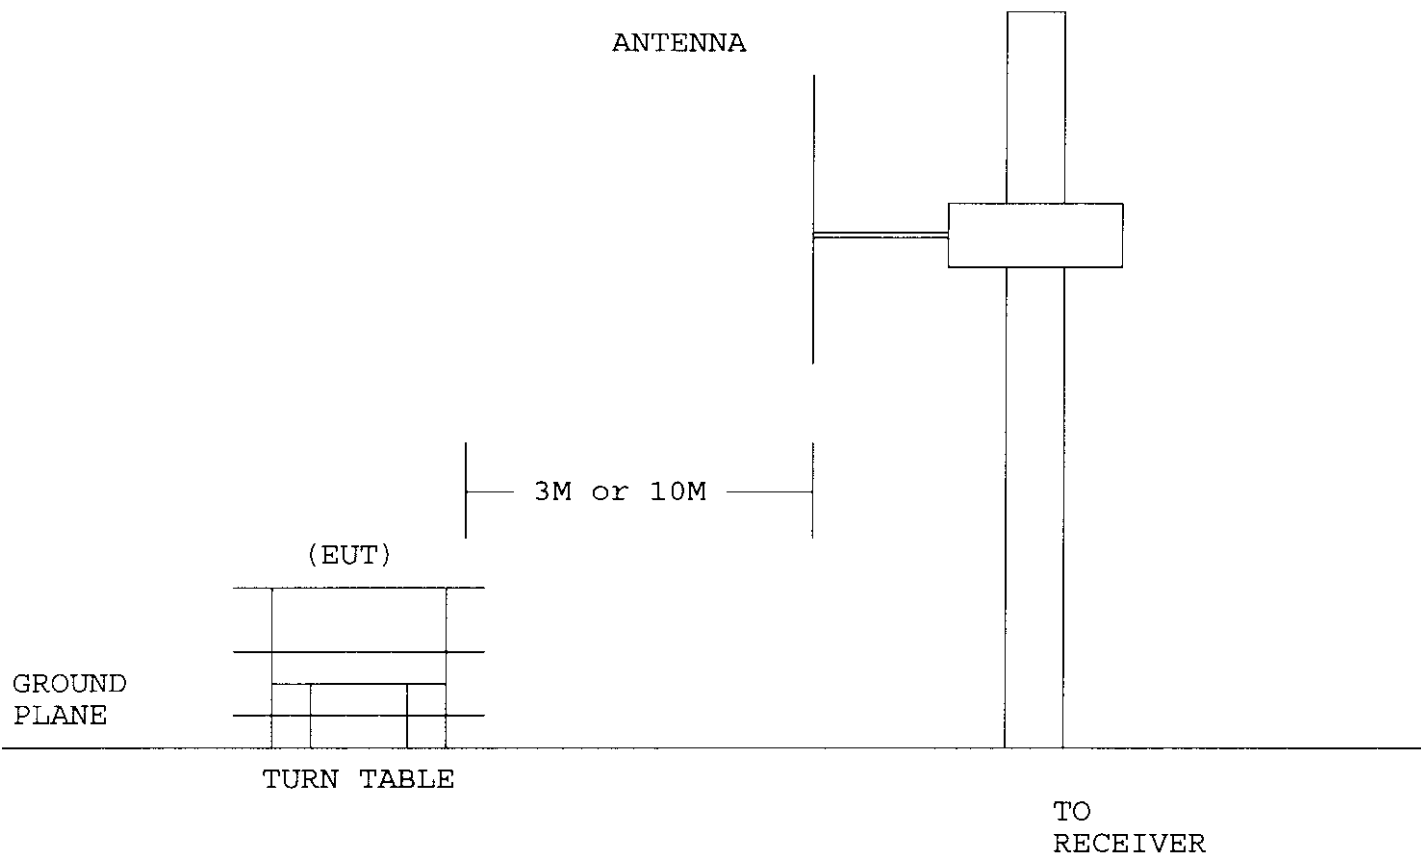 ANTENNA
3M or 10M
(EUT)
GROUND
PLANE
TURN TABLE
TO
RECEIVER